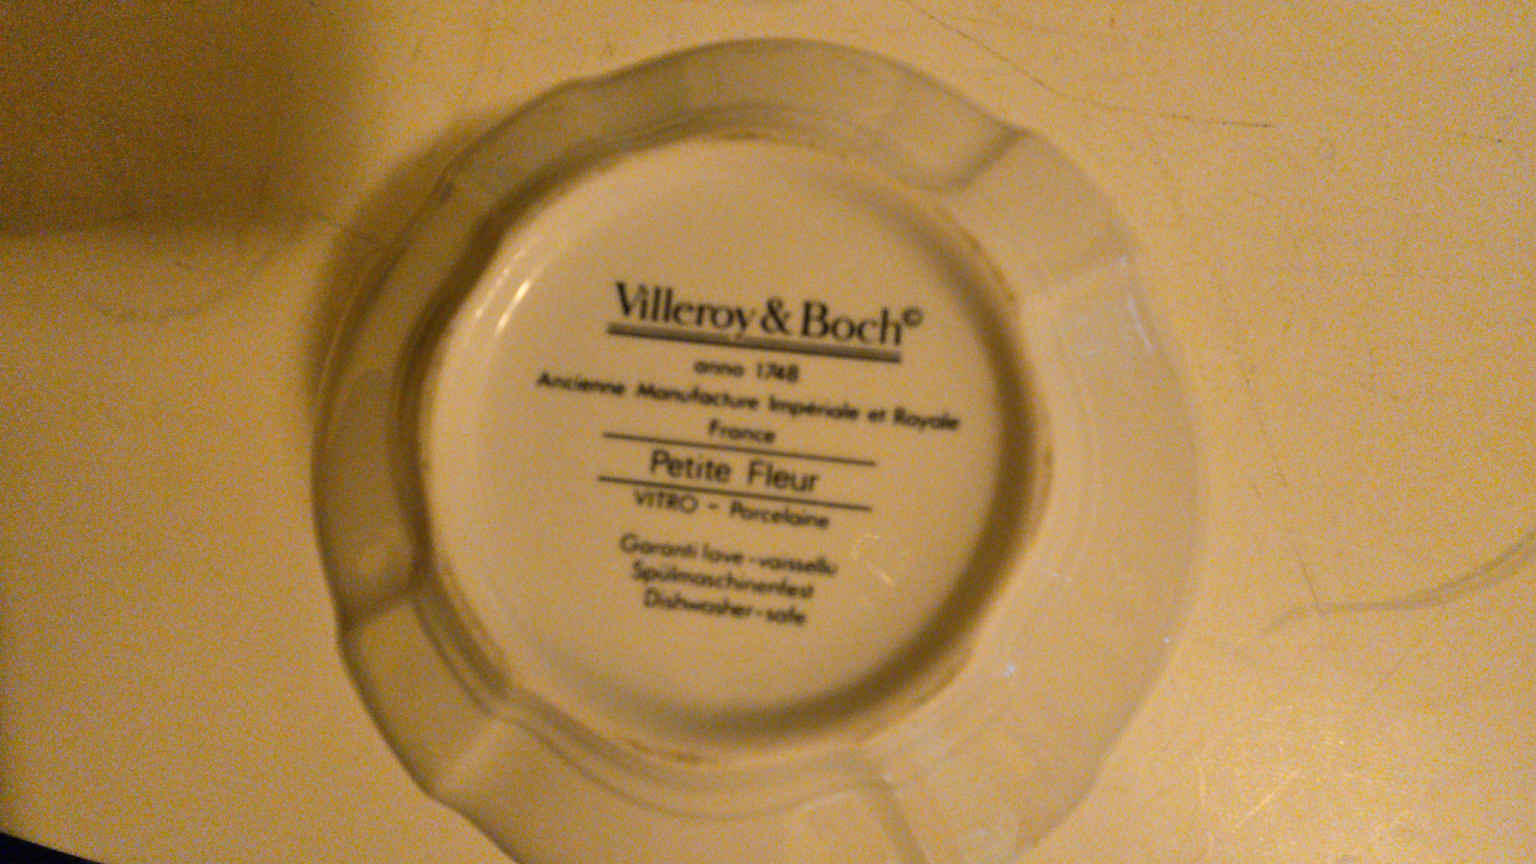 Villeroy & Boch©
anno 1748
Ancienne Manufacture Impériale et Royale
France
Petite Fleur
VITRO - Porcelaine
Garanti lave-vaisselle
Spülmaschinenfest
Dishwasher-safe